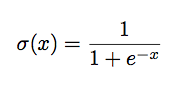 σ(x) = 1 / (1 + e^{-x})